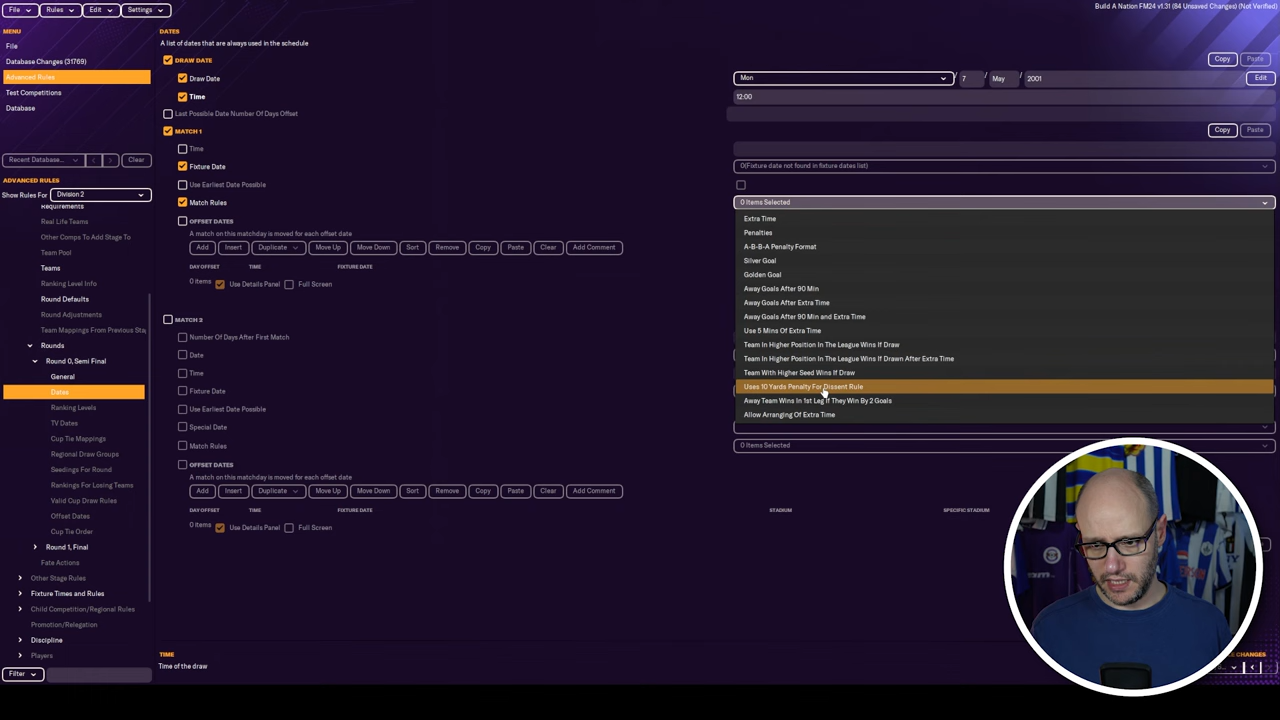 File Rules Edit Settings Build A Nation FM24 v1.31 (84 Unsaved Changes) (Not Verified)
MENU
File
Database Changes (31769)
Advanced Rules
Test Competitions
Database
Recent Database... Clear
ADVANCED RULES
Show Rules For Division 2
Requirements
Real Life Teams
Other Comps To Add Stage To
Team Pool
Teams
Ranking Level Info
Round Defaults
Round Adjustments
Team Mappings From Previous Sta
Rounds
Round 0, Semi Final
General
Dates
Ranking Levels
TV Dates
Cup Tie Mappings
Regional Draw Groups
Seedings For Round
Rankings For Losing Teams
Valid Cup Draw Rules
Offset Dates
Cup Tie Order
Round 1, Final
Fate Actions
Other Stage Rules
Fixture Times and Rules
Child Competition/Regional Rules
Promotion/Relegation
Discipline
Players
Filter
DATES
A list of dates that are always used in the schedule
DRAW DATE Copy Paste
Draw Date Mon / 7 / May / 2001 Edit
Time 12:00
Last Possible Date Number Of Days Offset
MATCH 1 Copy Paste
Time
Fixture Date 0(Fixture date not found in fixture dates list)
Use Earliest Date Possible
Match Rules 0 Items Selected
Extra Time
Penalties
A-B-B-A Penalty Format
Silver Goal
Golden Goal
Away Goals After 90 Min
Away Goals After Extra Time
Away Goals After 90 Min and Extra Time
Use 5 Mins Of Extra Time
Team In Higher Position In The League Wins If Draw
Team In Higher Position In The League Wins If Drawn After Extra Time
Team With Higher Seed Wins If Draw
Uses 10 Yards Penalty For Dissent Rule
Away Team Wins In 1st Leg If They Win By 2 Goals
Allow Arranging Of Extra Time
OFFSET DATES
A match on this matchday is moved for each offset date
Add Insert Duplicate Move Up Move Down Sort Remove Copy Paste Clear Add Comment
DAY OFFSET TIME FIXTURE DATE
0 items Use Details Panel Full Screen
MATCH 2
Number Of Days After First Match
Date
Time
Fixture Date
Use Earliest Date Possible
Special Date
Match Rules 0 Items Selected
OFFSET DATES
A match on this matchday is moved for each offset date
Add Insert Duplicate Move Up Move Down Sort Remove Copy Paste Clear Add Comment
DAY OFFSET TIME FIXTURE DATE STADIUM SPECIFIC STADIUM
0 items Use Details Panel Full Screen
TIME CHANGES
Time of the draw